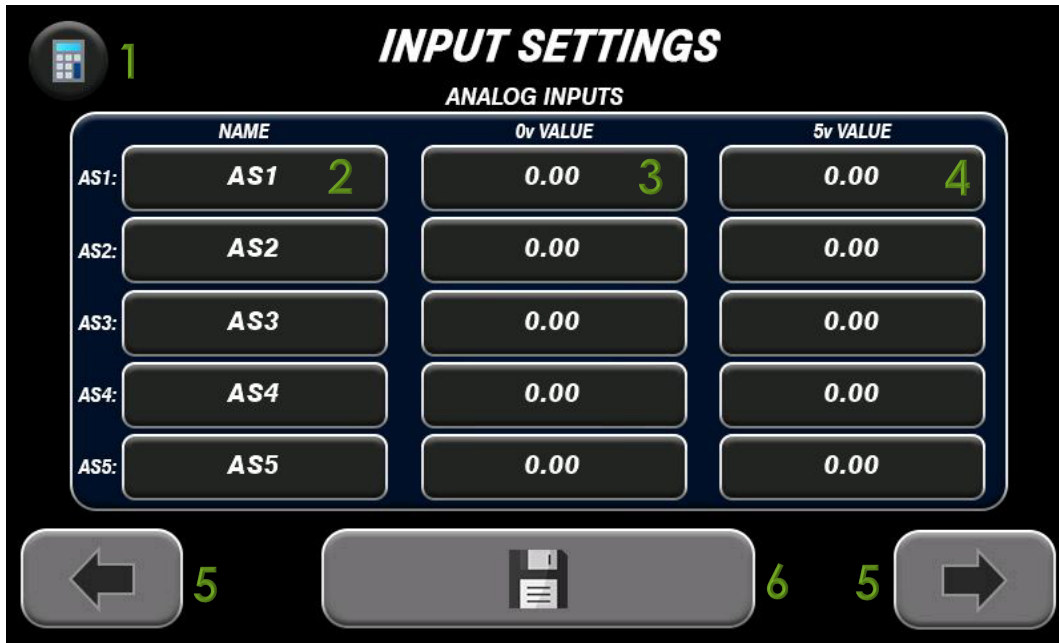 1
INPUT SETTINGS
ANALOG INPUTS
NAME 0v VALUE 5v VALUE
AS1: AS1 2 0.00 3 0.00 4
AS2: AS2 0.00 0.00
AS3: AS3 0.00 0.00
AS4: AS4 0.00 0.00
AS5: AS5 0.00 0.00
5 6 5